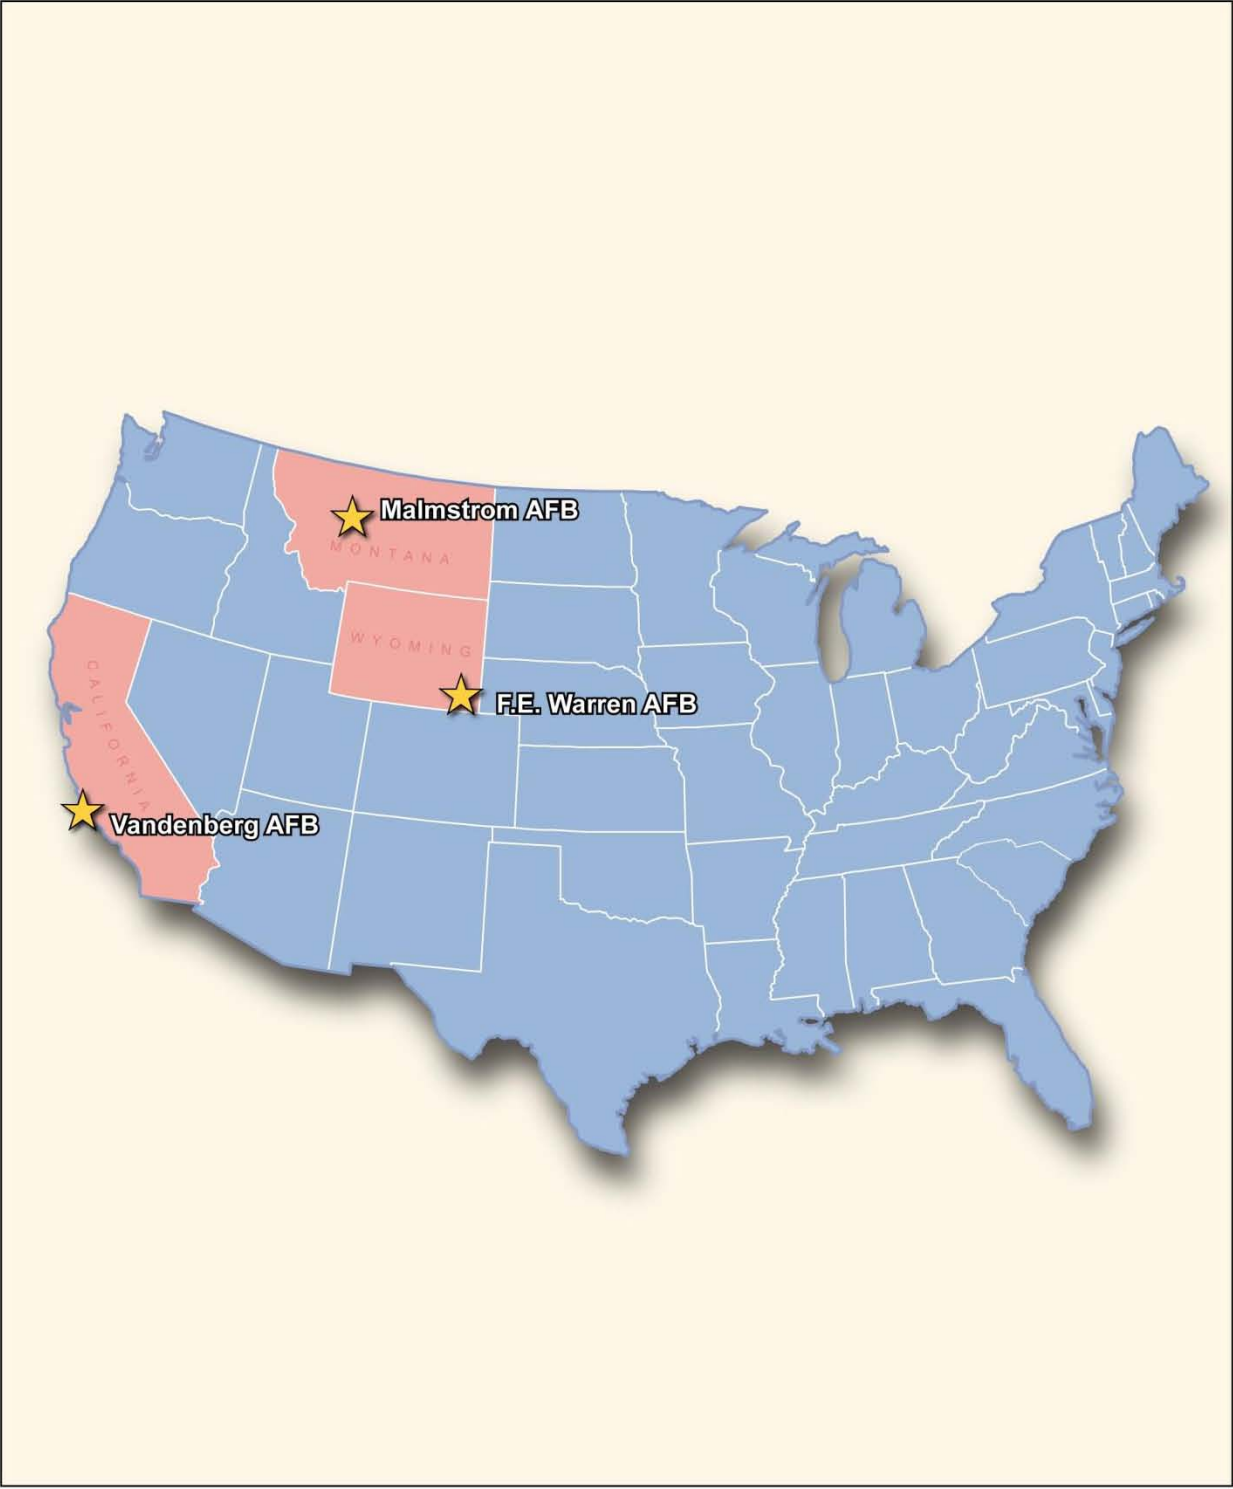 Malmstrom AFB
MONTANA
WYOMING
CALIFORNIA
F.E. Warren AFB
Vandenberg AFB